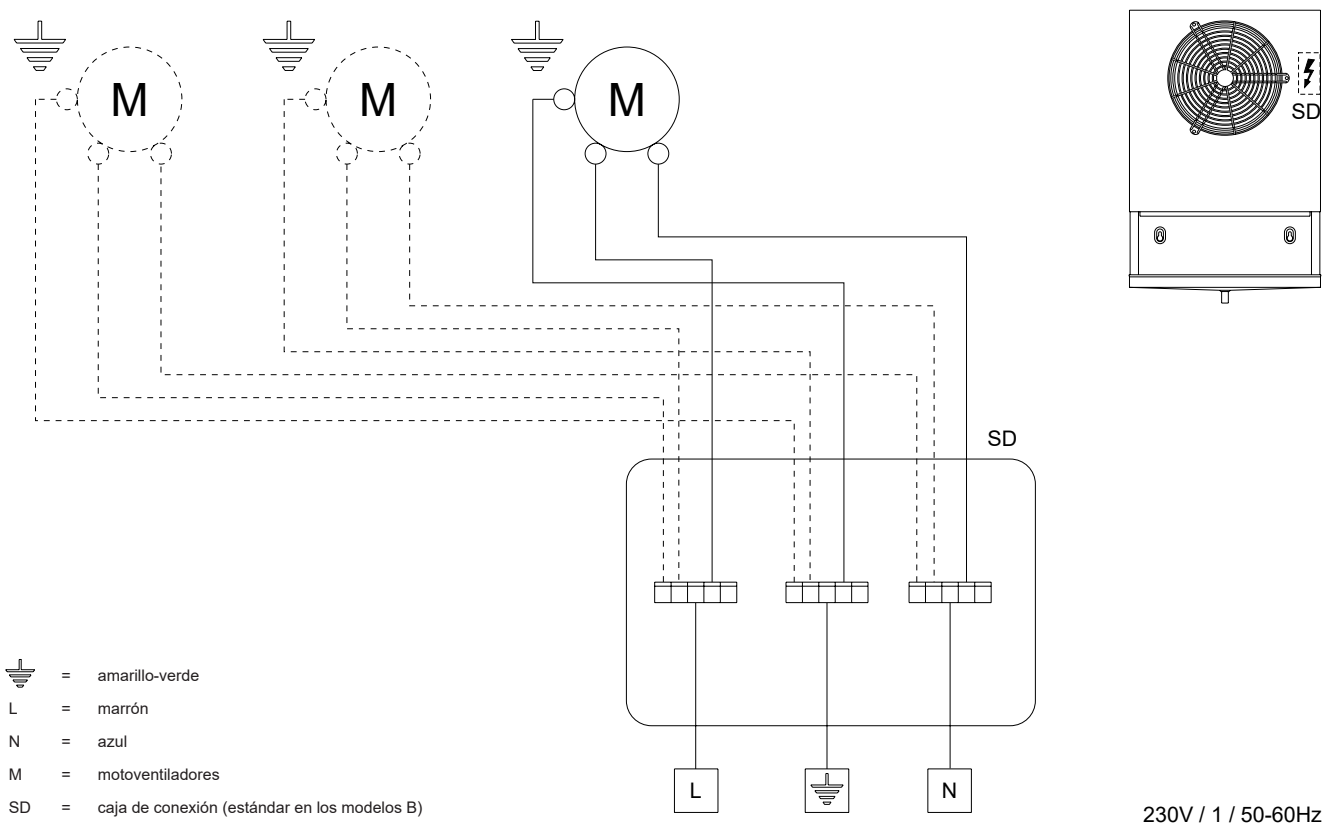 M
M
M
SD
SD
= amarillo-verde
L = marrón
N = azul
M = motoventiladores
SD = caja de conexión (estándar en los modelos B)
L
N
230V / 1 / 50-60Hz